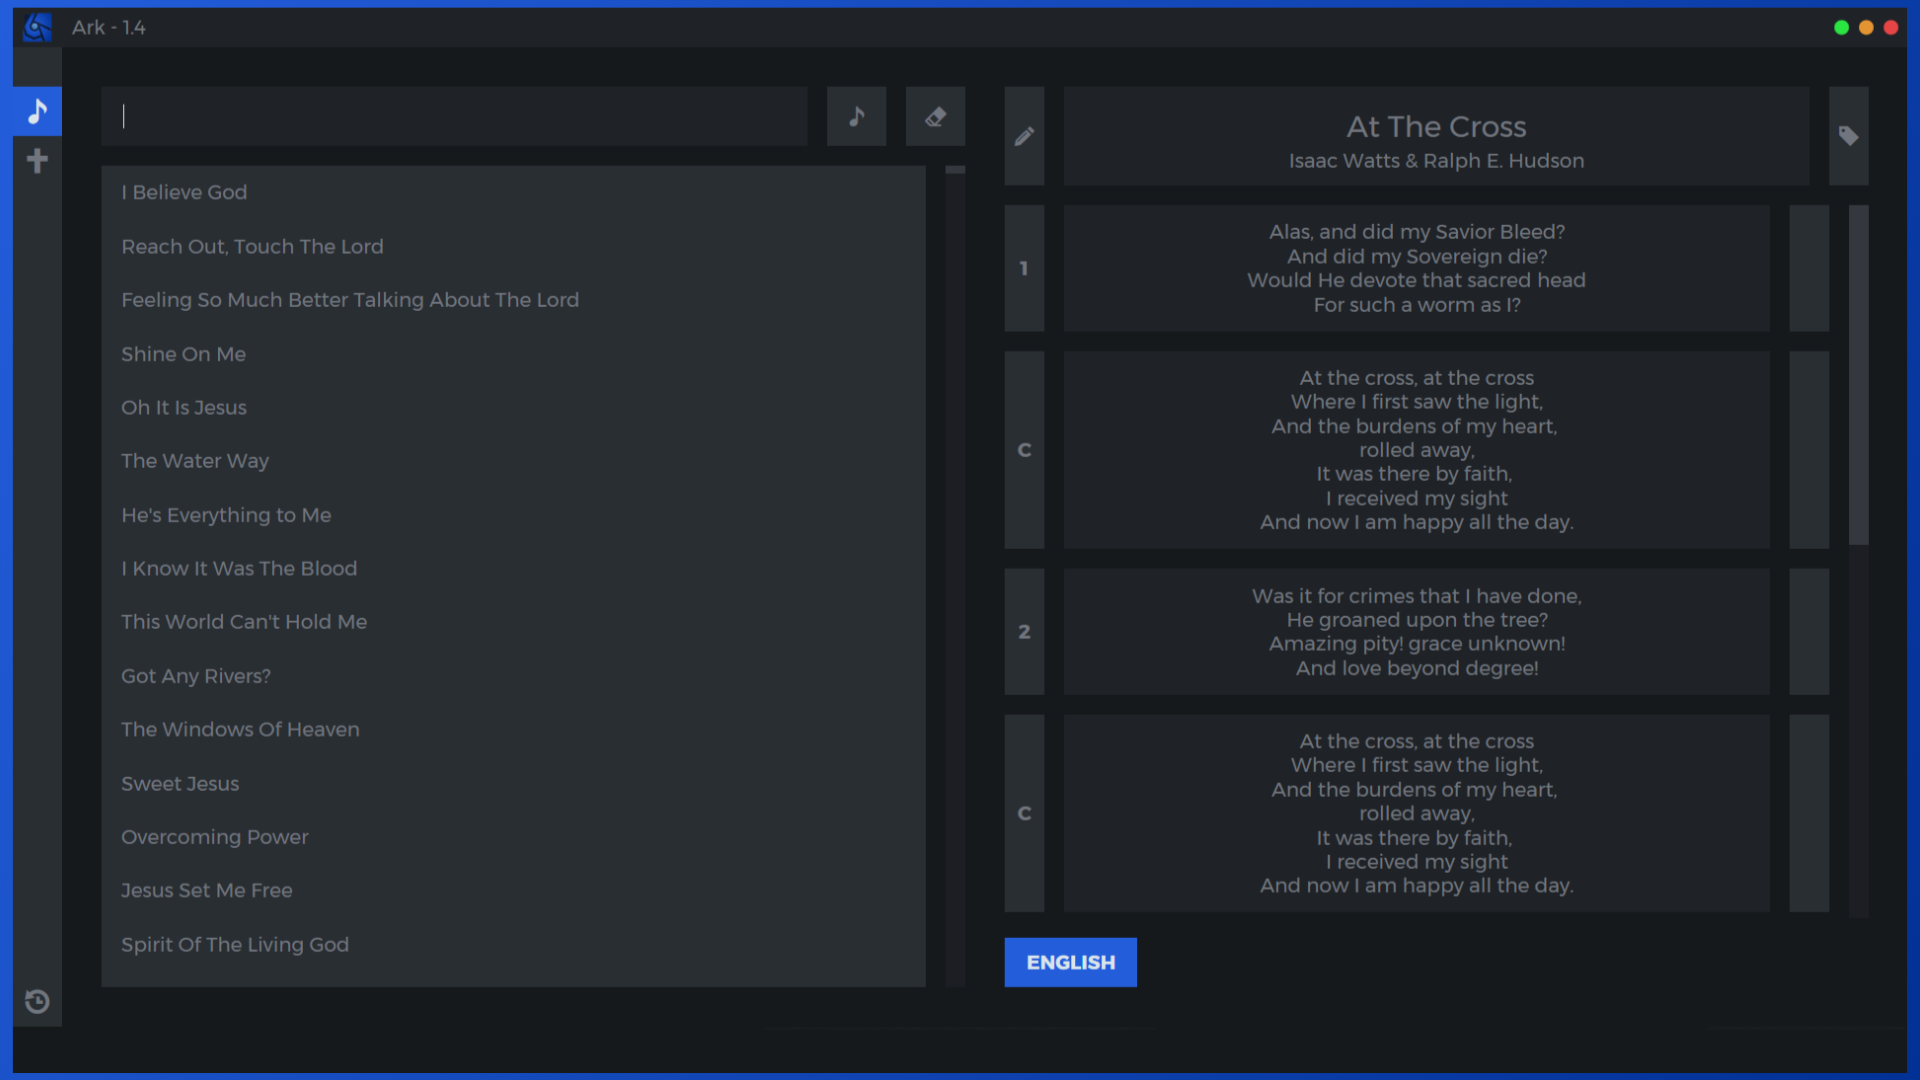 Ark - 1.4
I Believe God
Reach Out, Touch The Lord
Feeling So Much Better Talking About The Lord
Shine On Me
Oh It Is Jesus
The Water Way
He's Everything to Me
I Know It Was The Blood
This World Can't Hold Me
Got Any Rivers?
The Windows Of Heaven
Sweet Jesus
Overcoming Power
Jesus Set Me Free
Spirit Of The Living God
At The Cross
Isaac Watts & Ralph E. Hudson
1
Alas, and did my Savior Bleed?
And did my Sovereign die?
Would He devote that sacred head
For such a worm as I?
C
At the cross, at the cross
Where I first saw the light,
And the burdens of my heart,
rolled away,
It was there by faith,
I received my sight
And now I am happy all the day.
2
Was it for crimes that I have done,
He groaned upon the tree?
Amazing pity! grace unknown!
And love beyond degree!
C
At the cross, at the cross
Where I first saw the light,
And the burdens of my heart,
rolled away,
It was there by faith,
I received my sight
And now I am happy all the day.
ENGLISH